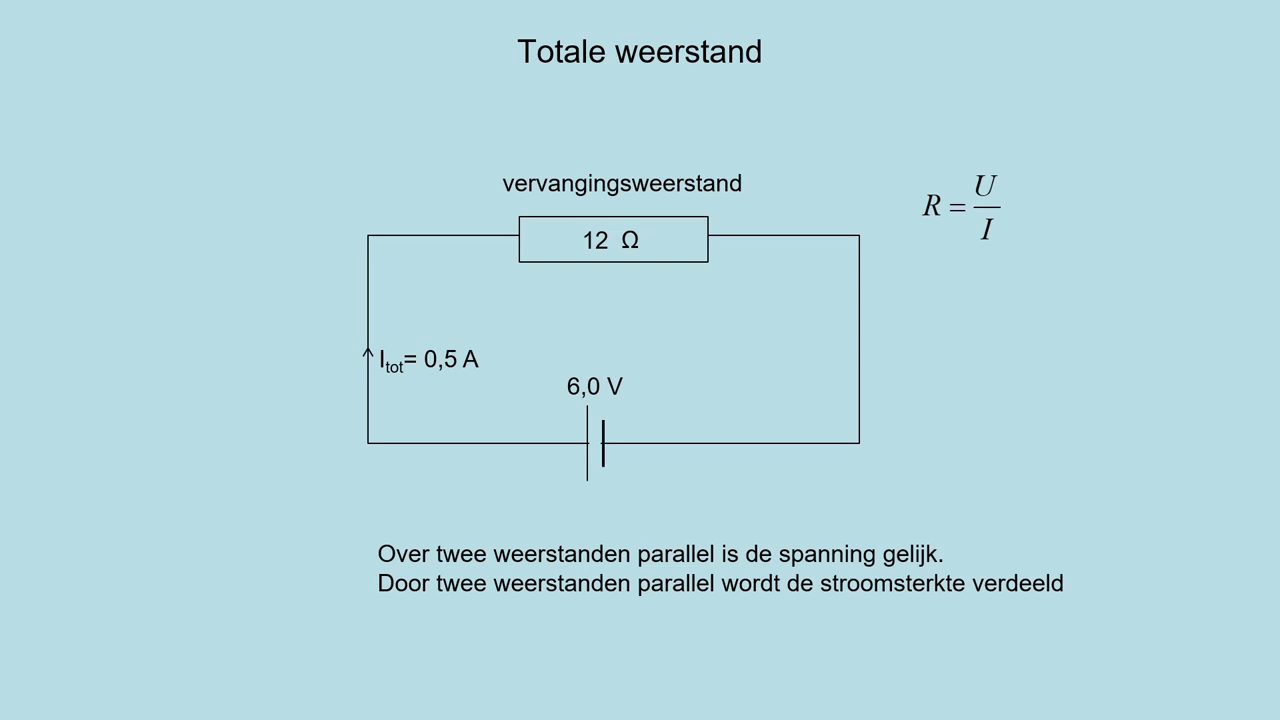 Totale weerstand
vervangingsweerstand
R = U/I
12 Ω
Itot= 0,5 A
6,0 V
Over twee weerstanden parallel is de spanning gelijk.
Door twee weerstanden parallel wordt de stroomsterkte verdeeld